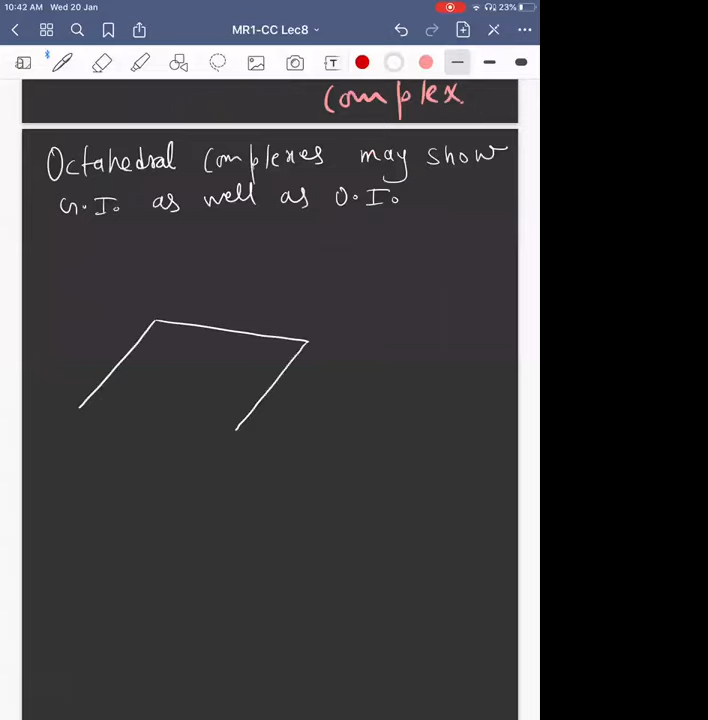 10:42 AM Wed 20 Jan
23%
MR1-CC Lec8
T
Complex.
Octahedral Complexes may show
G.I. as well as O.I.